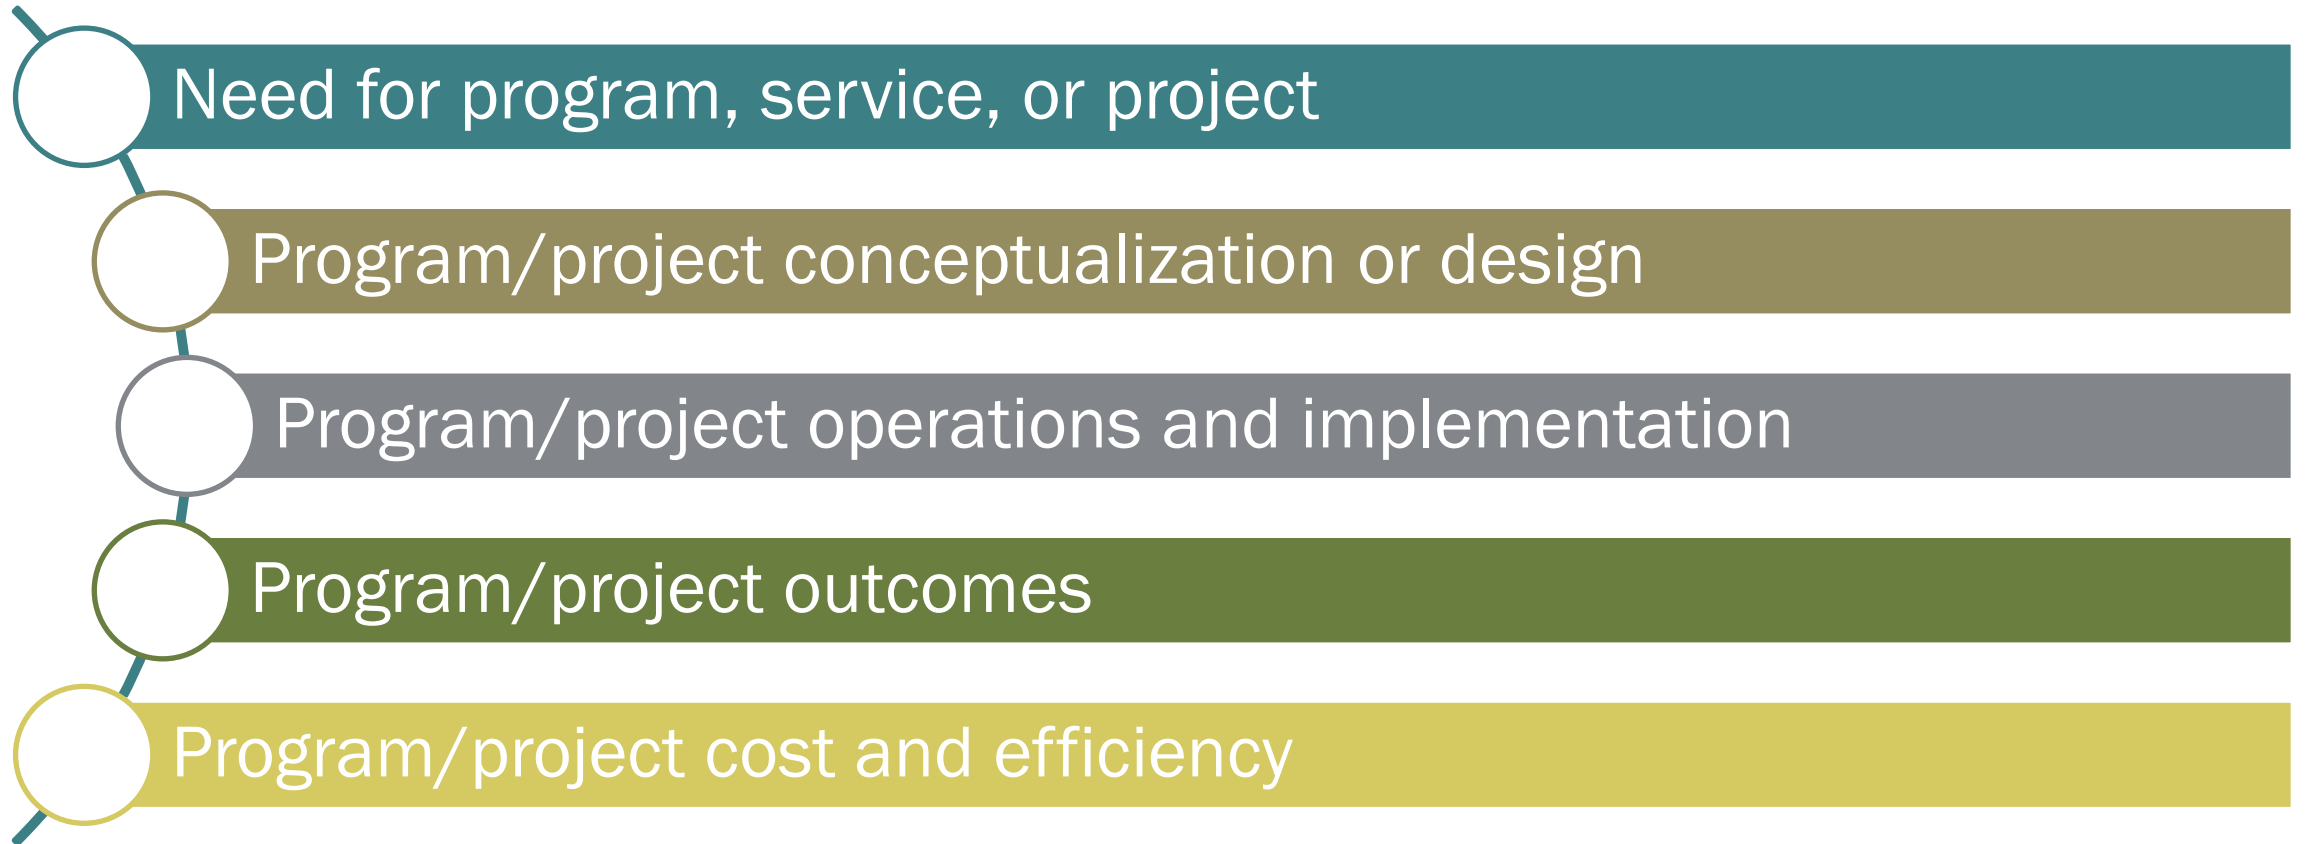 Need for program, service, or project
Program/project conceptualization or design
Program/project operations and implementation
Program/project outcomes
Program/project cost and efficiency